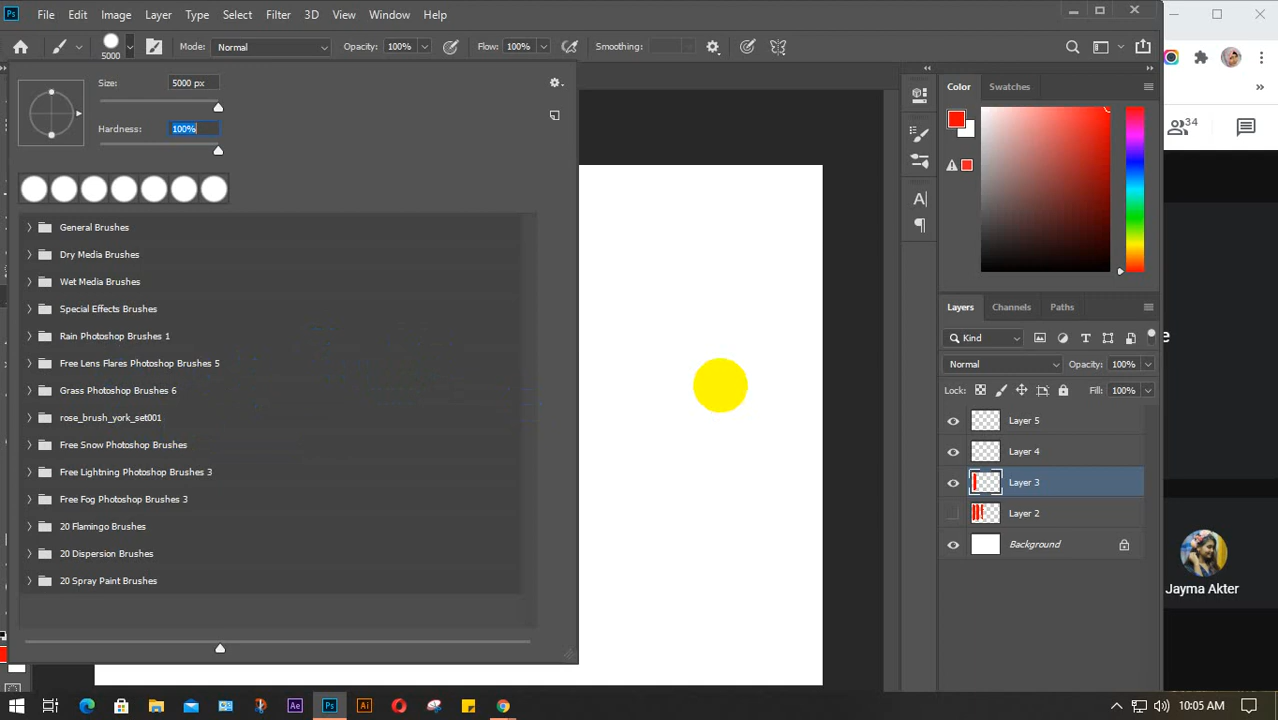 Ps File Edit Image Layer Type Select Filter 3D View Window Help
5000 Mode: Normal Opacity: 100% Flow: 100% Smoothing:
Size: 5000 px
Hardness: 100%
General Brushes
Dry Media Brushes
Wet Media Brushes
Special Effects Brushes
Rain Photoshop Brushes 1
Free Lens Flares Photoshop Brushes 5
Grass Photoshop Brushes 6
rose_brush_york_set001
Free Snow Photoshop Brushes
Free Lightning Photoshop Brushes 3
Free Fog Photoshop Brushes 3
20 Flamingo Brushes
20 Dispersion Brushes
20 Spray Paint Brushes
Color Swatches
Layers Channels Paths
Kind
Normal Opacity: 100%
Lock: Fill: 100%
Layer 5
Layer 4
Layer 3
Layer 2
Background
34
e
Jayma Akter
Ae Ps Ai 10:05 AM